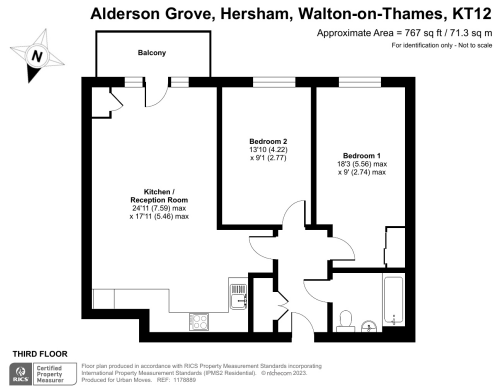 Alderson Grove, Hersham, Walton-on-Thames, KT12
Approximate Area = 767 sq ft / 71.3 sq m
For identification only - Not to scale
N
Balcony
Bedroom 2
13'10 (4.22)
x 9'1 (2.77)
Bedroom 1
18'3 (5.56) max
x 9' (2.74) max
Kitchen /
Reception Room
24'11 (7.59) max
x 17'11 (5.46) max
THIRD FLOOR
RICS
Certified
Property
Measurer
Floor plan produced in accordance with RICS Property Measurement Standards incorporating
International Property Measurement Standards (IPMS2 Residential). © nichecom 2023.
Produced for Urban Moves. REF: 1178889